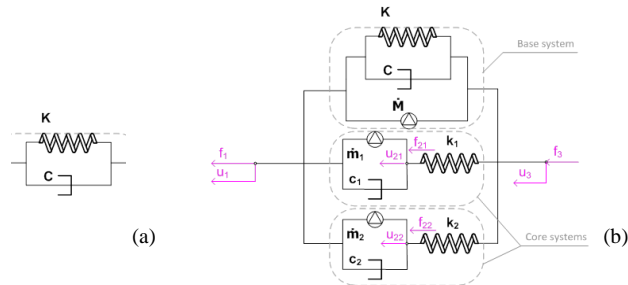 K
C
(a)
K
C
Ṁ
Base system
ṁ₁
c₁
f₂₁
u₂₁
k₁
f₁
u₁
f₃
u₃
ṁ₂
c₂
f₂₂
u₂₂
k₂
Core systems
(b)